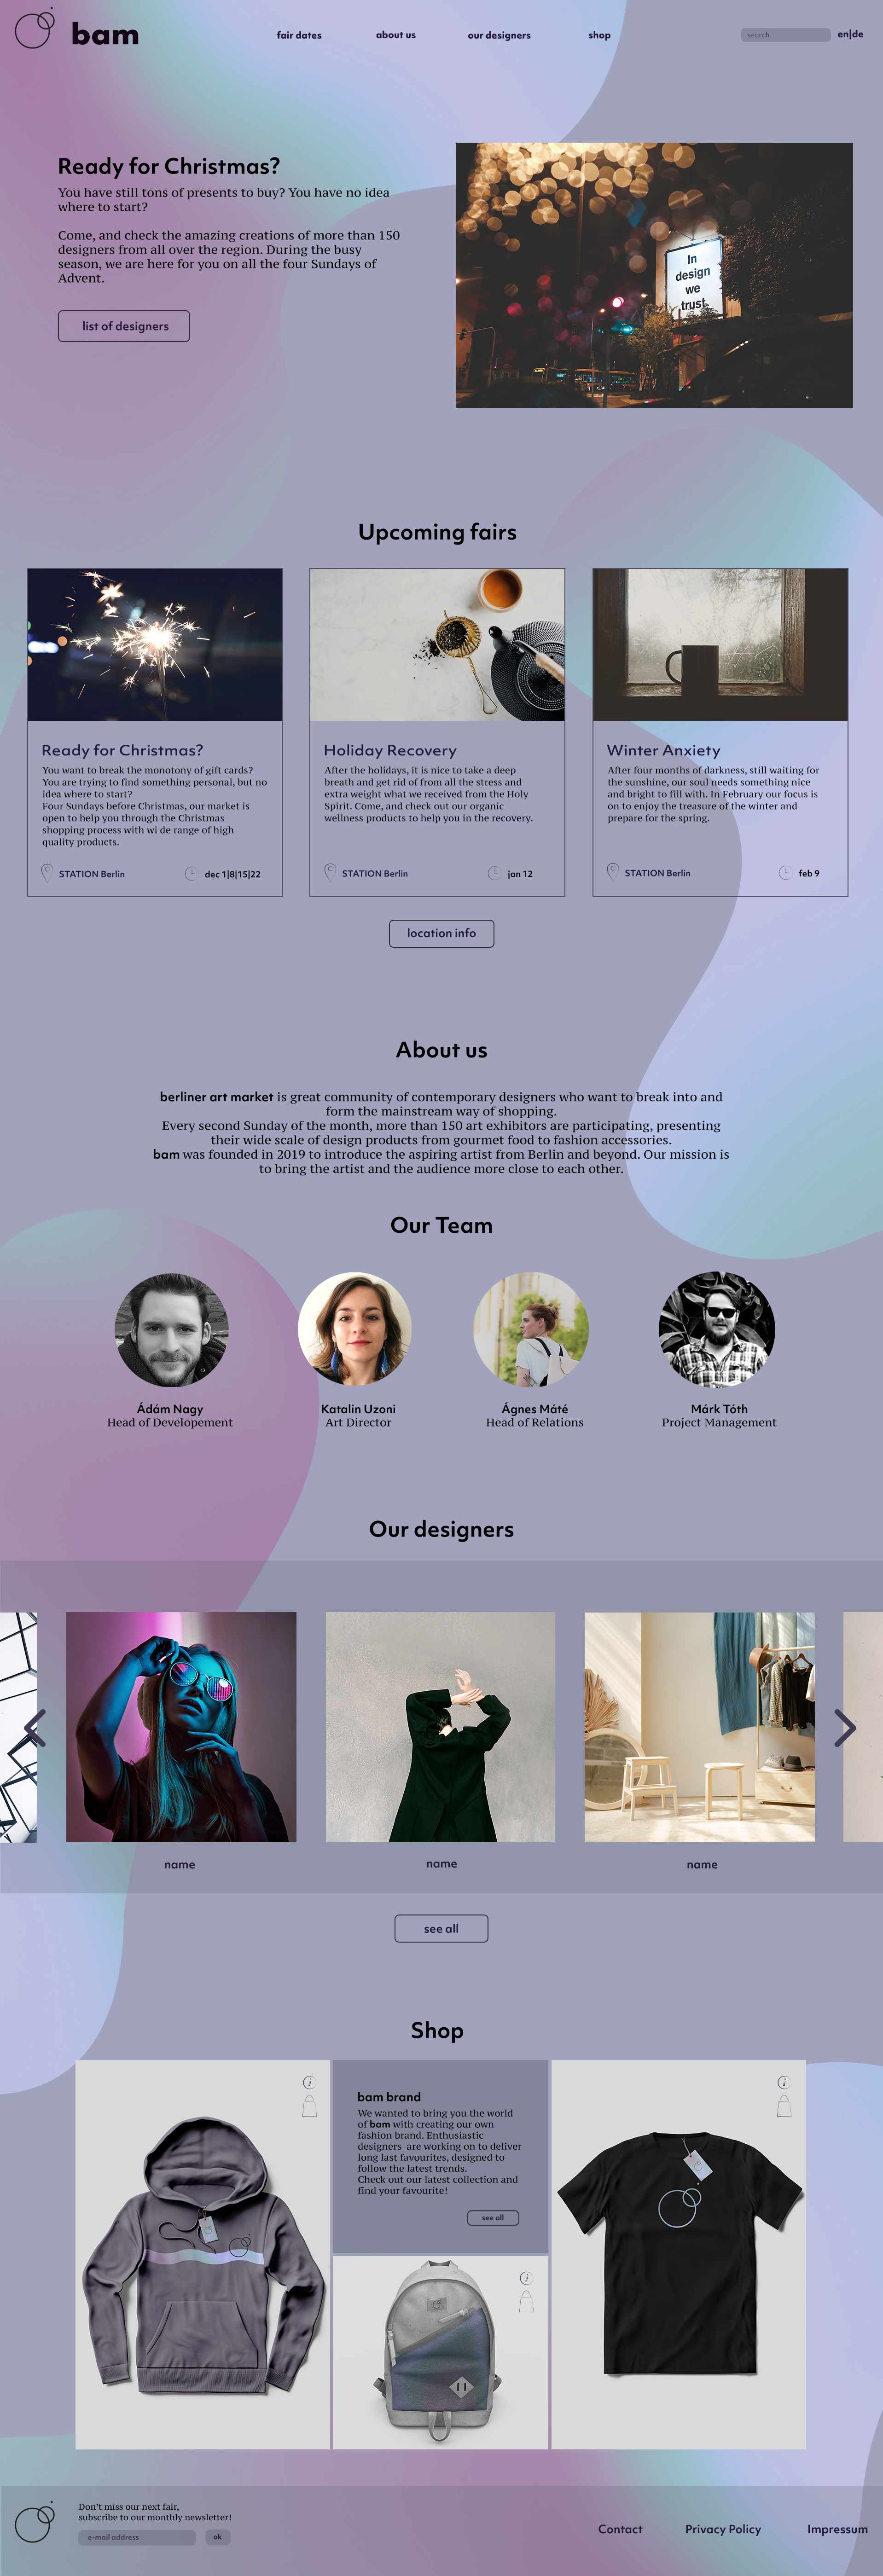 bam
fair dates
about us
our designers
shop
search
en|de
Ready for Christmas?
You have still tons of presents to buy? You have no idea
where to start?
Come, and check the amazing creations of more than 150
designers from all over the region. During the busy
season, we are here for you on all the four Sundays of
Advent.
list of designers
In
design
we
trust
Upcoming fairs
Ready for Christmas?
You want to break the monotony of gift cards?
You are trying to find something personal, but no
idea where to start?
Four Sundays before Christmas, our market is
open to help you through the Christmas
shopping process with wi de range of high
quality products.
STATION Berlin
dec 1|8|15|22
Holiday Recovery
After the holidays, it is nice to take a deep
breath and get rid of from all the stress and
extra weight what we received from the Holy
Spirit. Come, and check out our organic
wellness products to help you in the recovery.
STATION Berlin
jan 12
Winter Anxiety
After four months of darkness, still waiting for
the sunshine, our soul needs something nice
and bright to fill with. In February our focus is
on to enjoy the treasure of the winter and
prepare for the spring.
STATION Berlin
feb 9
location info
About us
berliner art market is great community of contemporary designers who want to break into and
form the mainstream way of shopping.
Every second Sunday of the month, more than 150 art exhibitors are participating, presenting
their wide scale of design products from gourmet food to fashion accessories.
bam was founded in 2019 to introduce the aspiring artist from Berlin and beyond. Our mission is
to bring the artist and the audience more close to each other.
Our Team
Ádám Nagy
Head of Developement
Katalin Uzoni
Art Director
Ágnes Máté
Head of Relations
Márk Tóth
Project Management
Our designers
name
name
name
see all
Shop
bam brand
We wanted to bring you the world
of bam with creating our own
fashion brand. Enthusiastic
designers are working on to deliver
long last favourites, designed to
follow the latest trends.
Check out our latest collection and
find your favourite!
see all
Don't miss our next fair,
subscribe to our monthly newsletter!
e-mail address
ok
Contact
Privacy Policy
Impressum